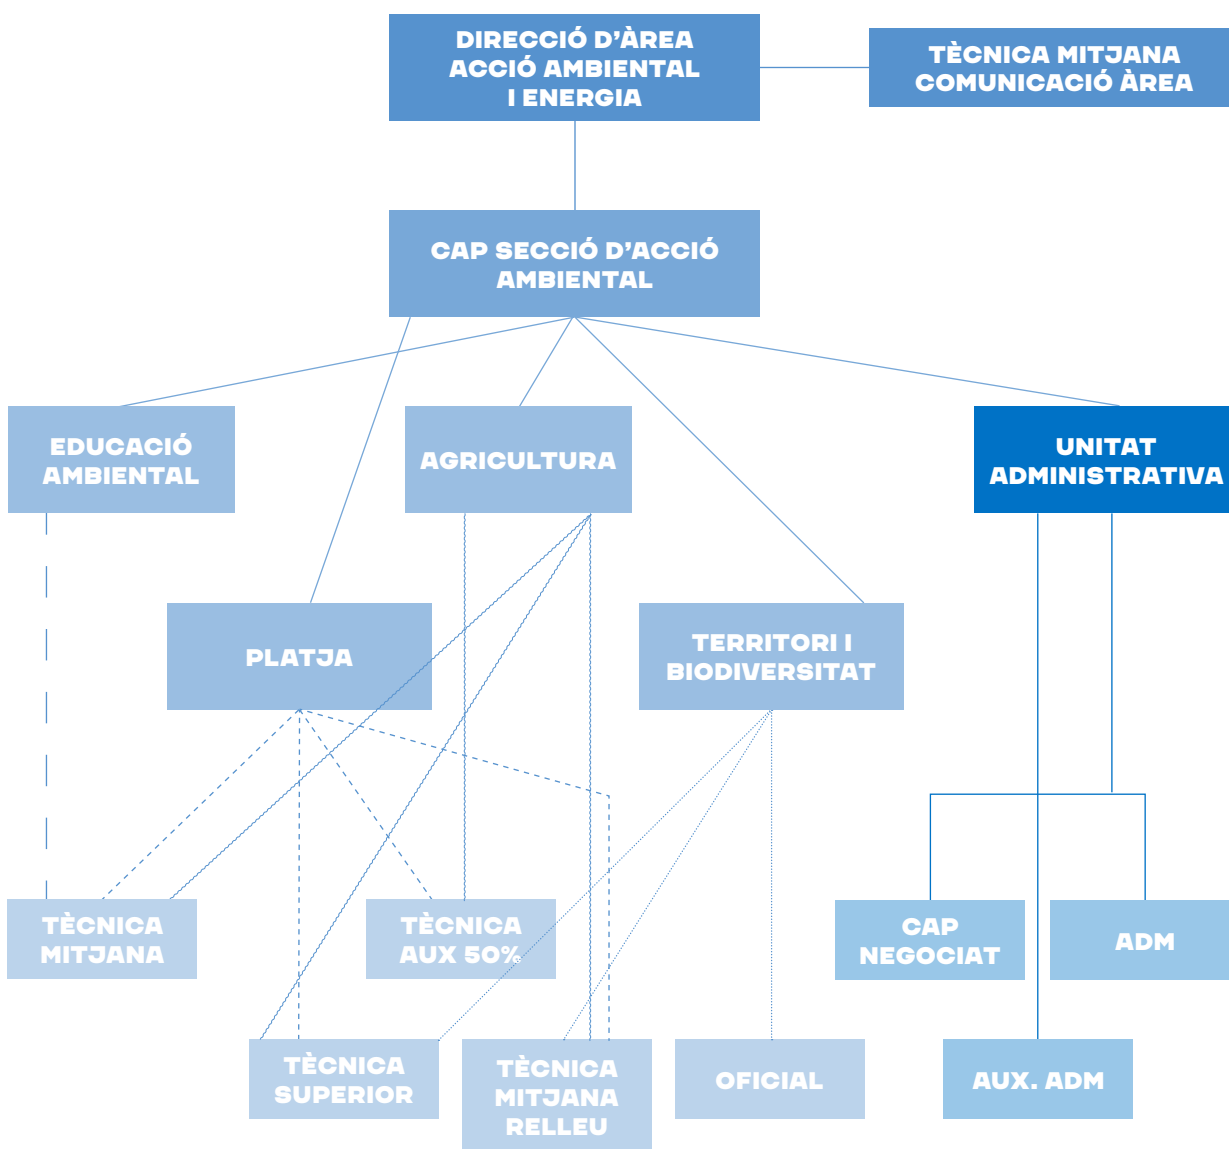 DIRECCIÓ D'ÀREA
ACCIÓ AMBIENTAL
I ENERGIA
TÈCNICA MITJANA
COMUNICACIÓ ÀREA
CAP SECCIÓ D'ACCIÓ
AMBIENTAL
EDUCACIÓ
AMBIENTAL
AGRICULTURA
UNITAT
ADMINISTRATIVA
PLATJA
TERRITORI I
BIODIVERSITAT
TÈCNICA
MITJANA
TÈCNICA
AUX 50%
CAP
NEGOCIAT
ADM
TÈCNICA
SUPERIOR
TÈCNICA
MITJANA
RELLEU
OFICIAL
AUX. ADM